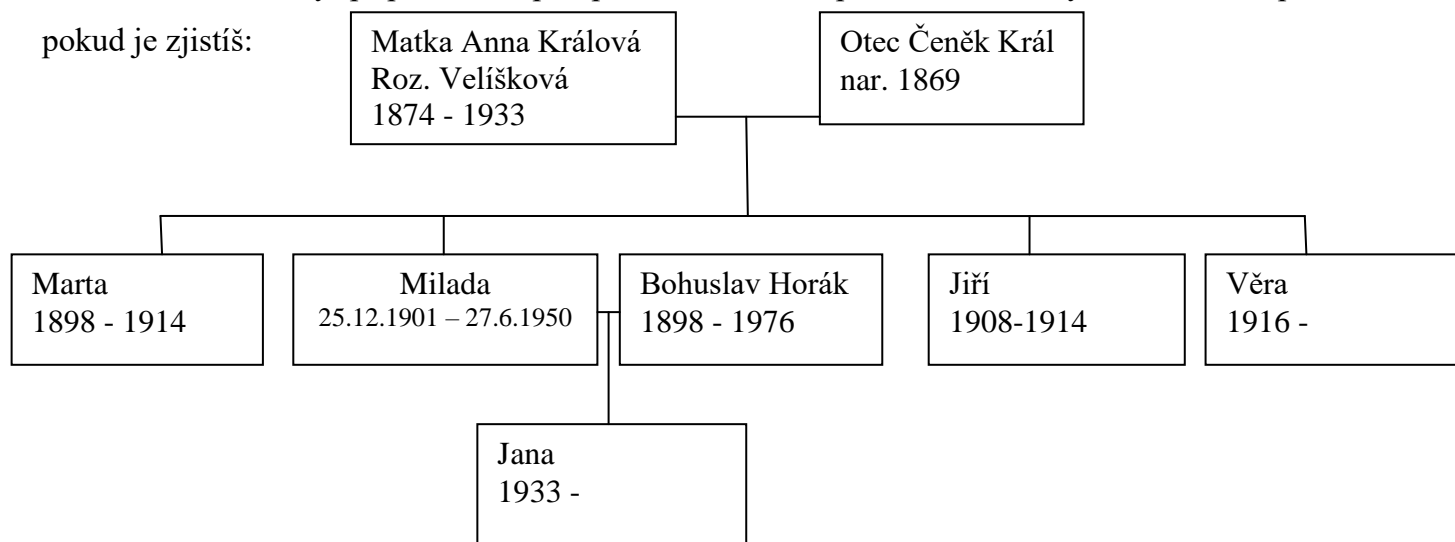 pokud je zjistíš:
Matka Anna Králová
Roz. Velíšková
1874 - 1933
Otec Čeněk Král
nar. 1869
Marta
1898 - 1914
Milada
25.12.1901 – 27.6.1950
Bohuslav Horák
1898 - 1976
Jiří
1908-1914
Věra
1916 -
Jana
1933 -